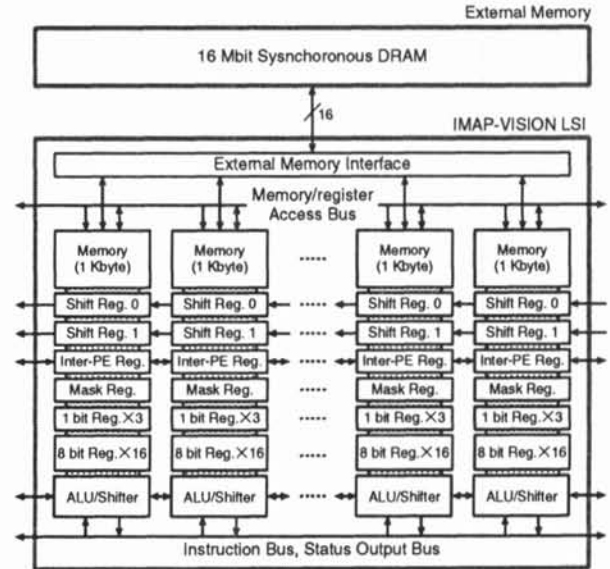 External Memory
16 Mbit Sysnchoronous DRAM
16
IMAP-VISION LSI
External Memory Interface
Memory/register
Access Bus
Memory Memory ..... Memory Memory
(1 Kbyte) (1 Kbyte) (1 Kbyte) (1 Kbyte)
Shift Reg. 0 Shift Reg. 0 ..... Shift Reg. 0 Shift Reg. 0
Shift Reg. 1 Shift Reg. 1 ..... Shift Reg. 1 Shift Reg. 1
Inter-PE Reg. Inter-PE Reg. ..... Inter-PE Reg. Inter-PE Reg.
Mask Reg. Mask Reg. ..... Mask Reg. Mask Reg.
1 bit Reg.×3 1 bit Reg.×3 ..... 1 bit Reg.×3 1 bit Reg.×3
8 bit Reg.×16 8 bit Reg.×16 ..... 8 bit Reg.×16 8 bit Reg.×16
ALU/Shifter ALU/Shifter ..... ALU/Shifter ALU/Shifter
Instruction Bus, Status Output Bus